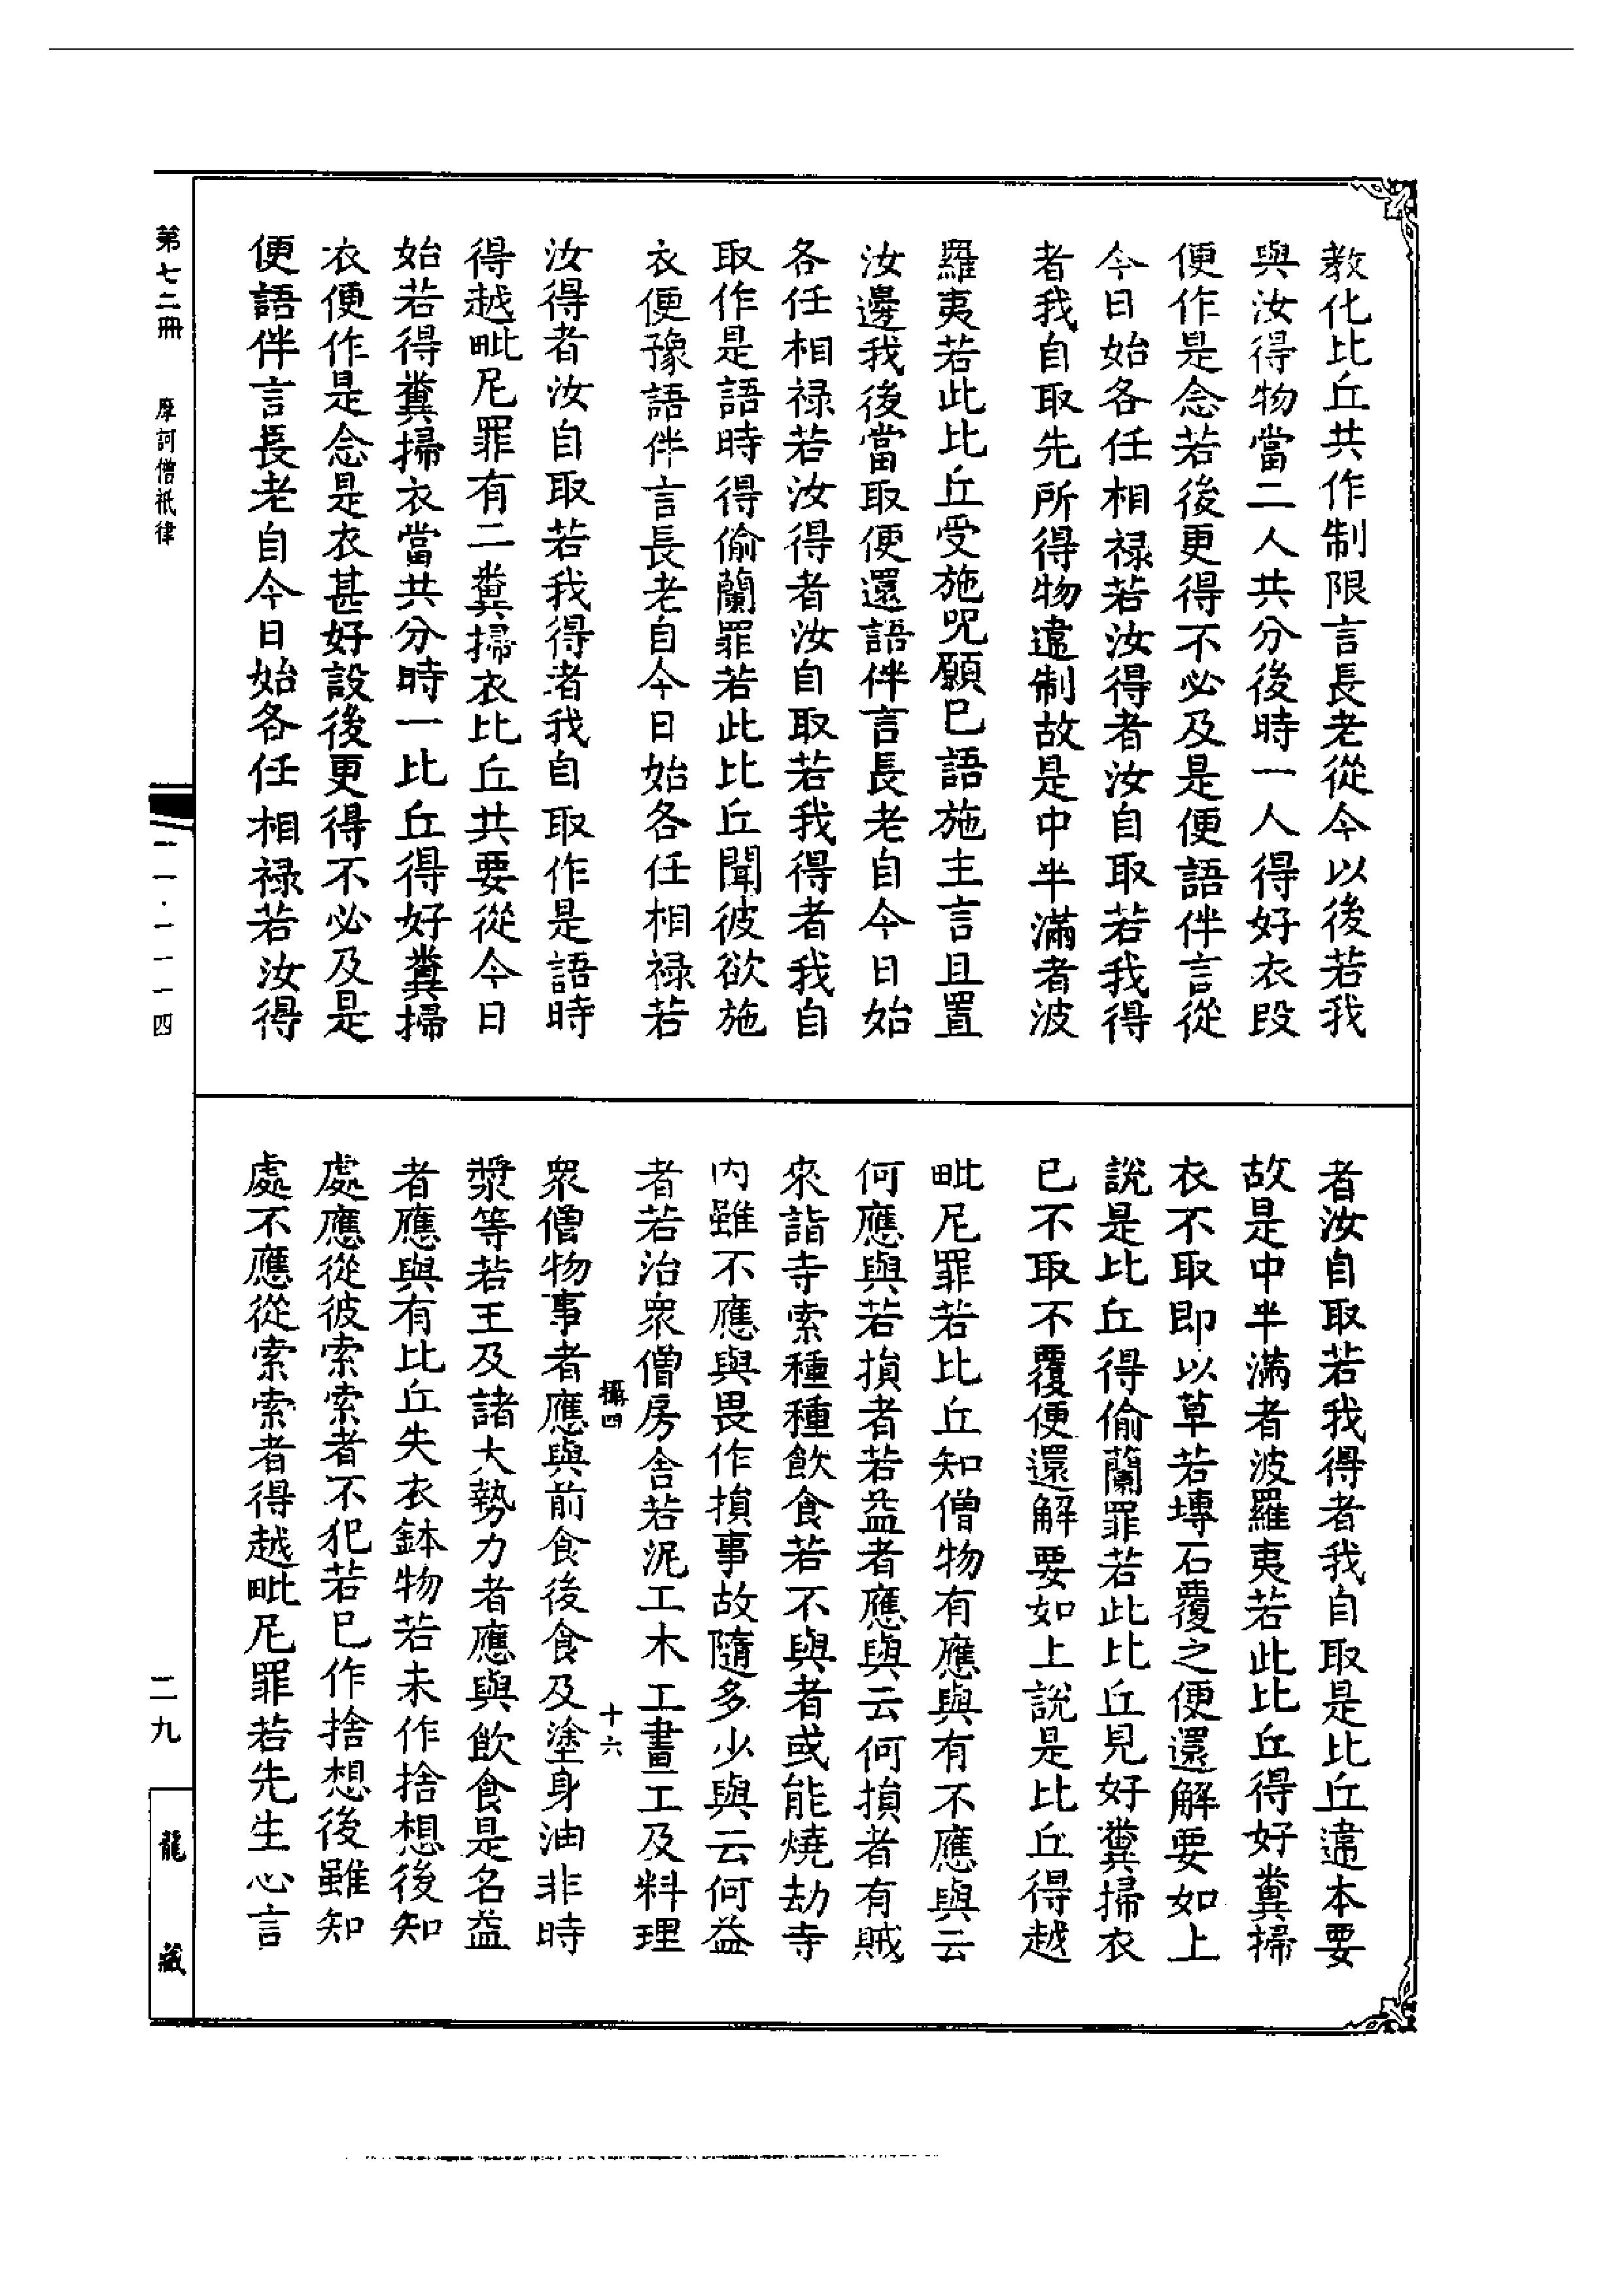 教化比丘共作制限言長老從今以後若我
與汝得物當二人共分後時一人得好衣段
便作是念若後更得不必及是便語伴言從
今日始各任相祿若汝得者汝自取若我得
者我自取先所得物違制故是中半滿者波
羅夷若此比丘受施呪願已語施主言且置
汝邊我後當取便還語伴言長老自今日始
各任相祿若汝得者汝自取若我得者我自
取作是語時得偷蘭罪若此比丘聞彼欲施
衣便豫語伴言長老自今日始各任相祿若
汝得者汝自取若我得者我自取作是語時
得越毗尼罪有二糞掃衣比丘共要從今日
始若得糞掃衣當共分時一比丘得好糞掃
衣便作是念是衣甚好設後更得不必及是
便語伴言長老自今日始各任相祿若汝得
者汝自取若我得者我自取是比丘違本要
故是中半滿者波羅夷若此比丘得好糞掃
衣不取即以草若塼石覆之便還解要如上
說是比丘得偷蘭罪若此比丘見好糞掃衣
已不取不覆便還解要如上說是比丘得越
毗尼罪若比丘知僧物有應與有不應與云
何應與若損者若益者應與云何損者有賊
來詣寺索種種飲食若不與者或能燒劫寺
内雖不應與畏作損事故隨多少與云何益
者若治眾僧房舍若泥工木工畫工及料理
攝四 十六
眾僧物事者應與前食後食及塗身油非時
漿等若王及諸大勢力者應與飲食是名益
者應與有比丘失衣鉢物若未作捨想後知
處應從彼索索者不犯若已作捨想後雖知
處不應從索索者得越毗尼罪若先生心言
第七二冊 摩訶僧祇律
二九
龍藏